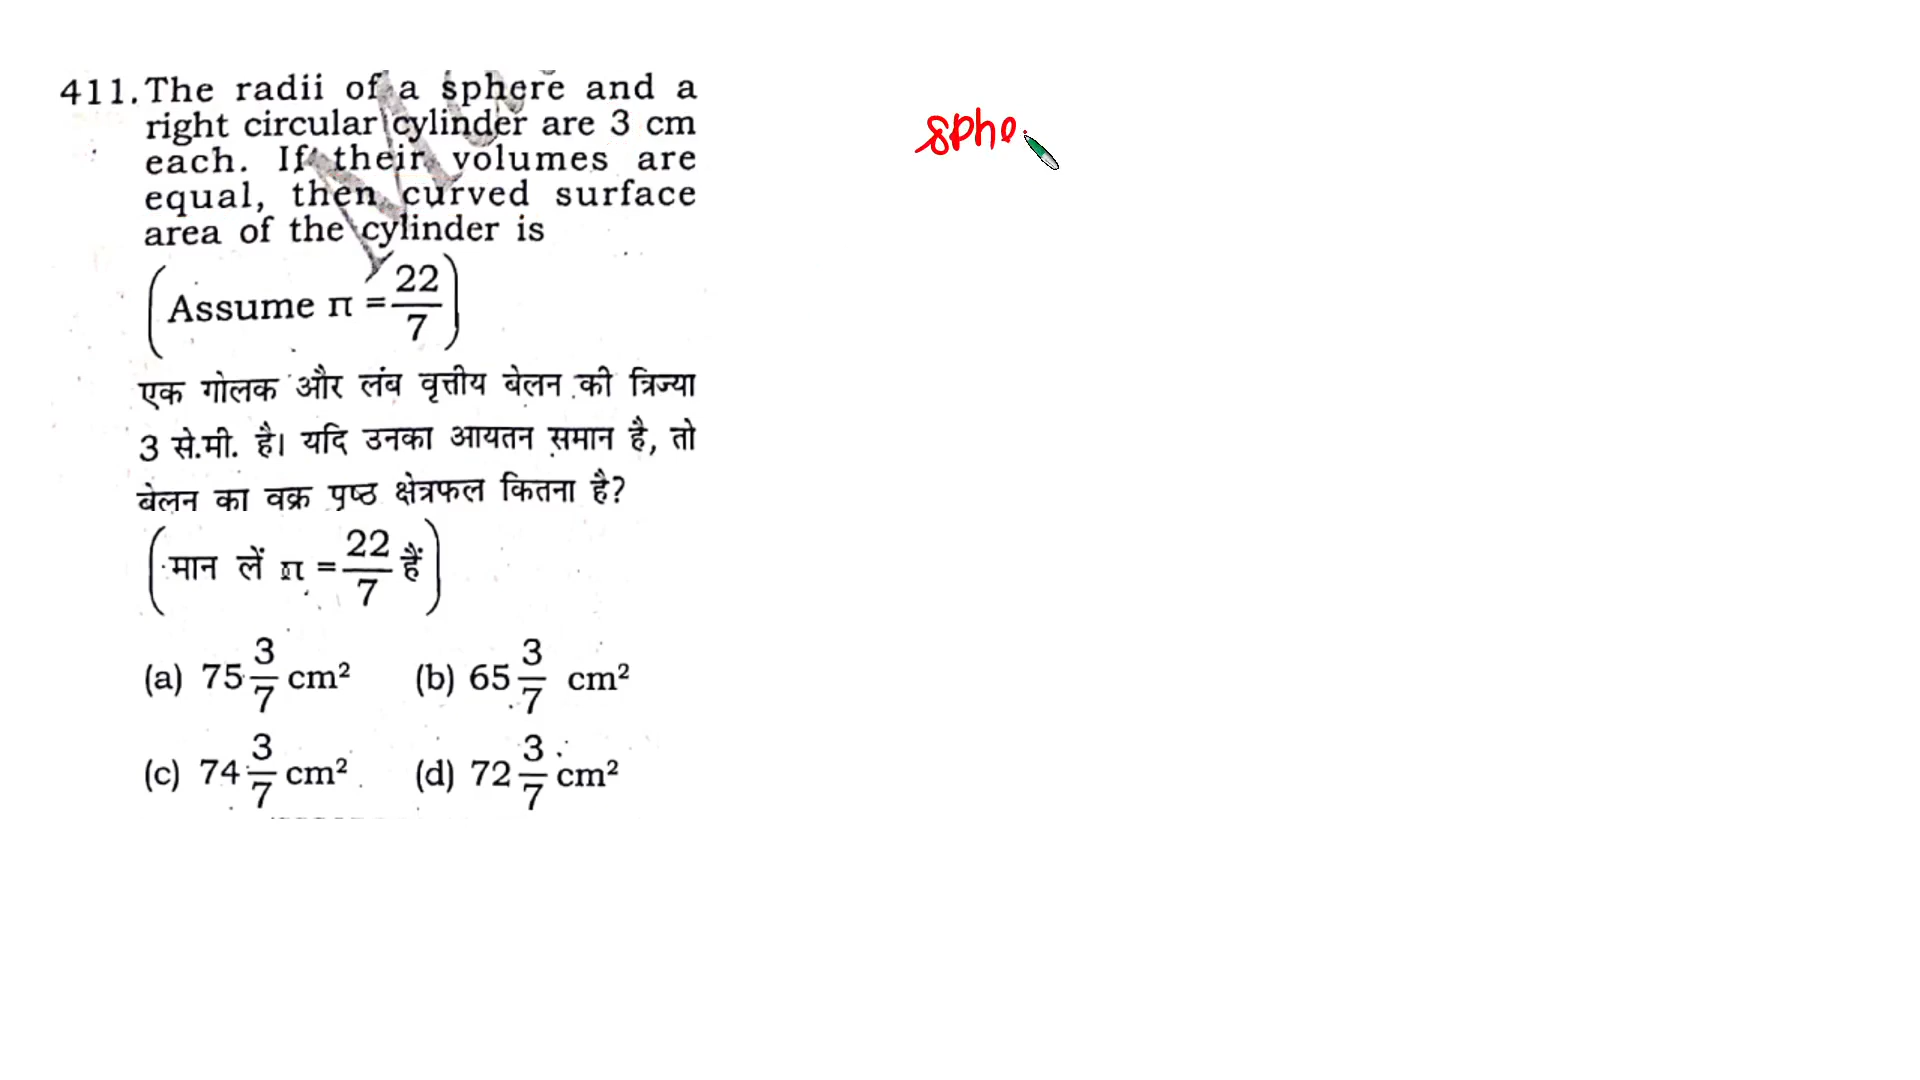 411. The radii of a sphere and a
right circular cylinder are 3 cm
each. If their volumes are
equal, then curved surface
area of the cylinder is
(Assume π = 22/7)
एक गोलक और लंब वृत्तीय बेलन की त्रिज्या
3 से.मी. है। यदि उनका आयतन समान है, तो
बेलन का वक्र पृष्ठ क्षेत्रफल कितना है?
(मान लें π = 22/7 हैं)
(a) 75 3/7 cm² (b) 65 3/7 cm²
(c) 74 3/7 cm² (d) 72 3/7 cm²
sphe